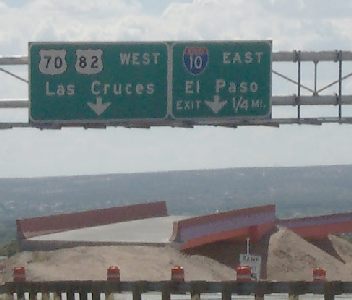 70 82 WEST
Las Cruces
10 EAST
El Paso
EXIT 1/4 MI.